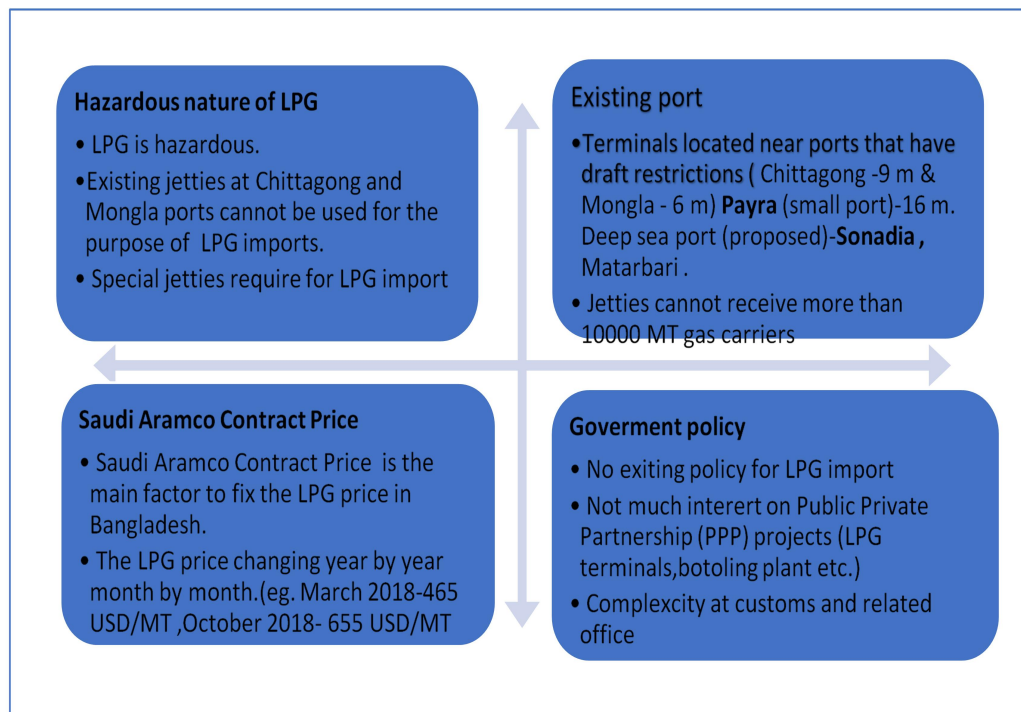 Hazardous nature of LPG
• LPG is hazardous.
•Existing jetties at Chittagong and
Mongla ports cannot be used for the
purpose of LPG imports.
• Special jetties require for LPG import
Existing port
•Terminals located near ports that have
draft restrictions ( Chittagong -9 m &
Mongla - 6 m) Payra (small port)-16 m.
Deep sea port (proposed)-Sonadia ,
Matarbari .
• Jetties cannot receive more than
10000 MT gas carriers
Saudi Aramco Contract Price
• Saudi Aramco Contract Price is the
main factor to fix the LPG price in
Bangladesh.
• The LPG price changing year by year
month by month.(eg. March 2018-465
USD/MT ,October 2018- 655 USD/MT
Goverment policy
• No exiting policy for LPG import
• Not much interert on Public Private
Partnership (PPP) projects (LPG
terminals,botoling plant etc.)
• Complexcity at customs and related
office